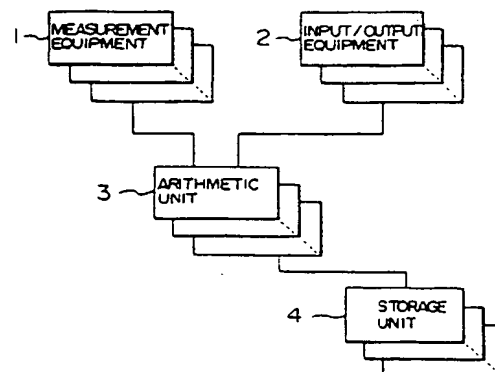 1
MEASUREMENT
EQUIPMENT
2
INPUT/OUTPUT
EQUIPMENT
3
ARITHMETIC
UNIT
4
STORAGE
UNIT